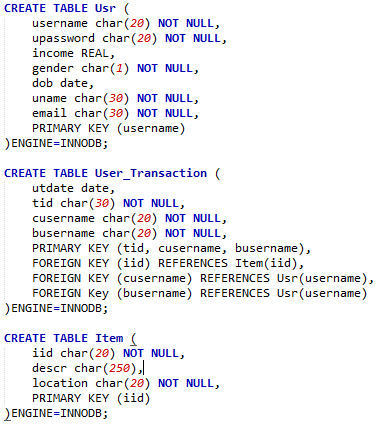 CREATE TABLE Usr (
username char(20) NOT NULL,
upassword char(20) NOT NULL,
income REAL,
gender char(1) NOT NULL,
dob date,
uname char(30) NOT NULL,
email char(30) NOT NULL,
PRIMARY KEY (username)
)ENGINE=INNODB;
CREATE TABLE User_Transaction (
utdate date,
tid char(30) NOT NULL,
cusername char(20) NOT NULL,
busername char(20) NOT NULL,
PRIMARY KEY (tid, cusername, busername),
FOREIGN KEY (iid) REFERENCES Item(iid),
FOREIGN KEY (cusername) REFERENCES Usr(username),
FOREIGN Key (busername) REFERENCES Usr(username)
)ENGINE=INNODB;
CREATE TABLE Item (
iid char(20) NOT NULL,
descr char(250),
location char(20) NOT NULL,
PRIMARY KEY (iid)
)ENGINE=INNODB;